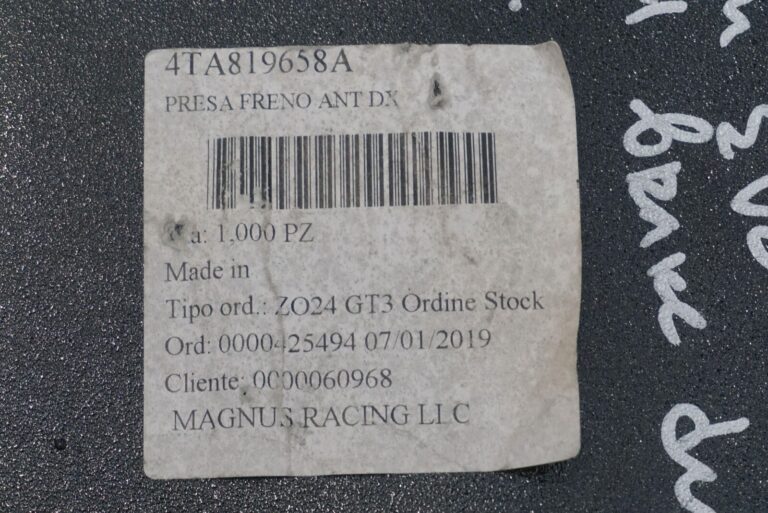 4TA819658A
PRESA FRENO ANT DX
1,000 PZ
Made in
Tipo ord.: ZO24 GT3 Ordine Stock
Ord: 0000425494 07/01/2019
Cliente: 0000060968
MAGNUS RACING LLC